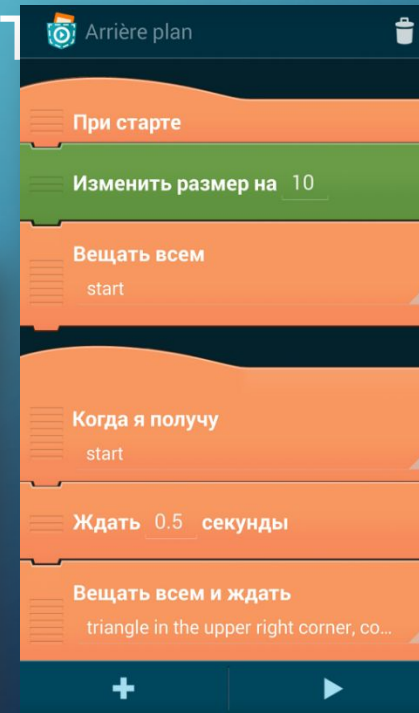 Arrière plan
При старте
Изменить размер на 10
Вещать всем
start
Когда я получу
start
Ждать 0.5 секунды
Вещать всем и ждать
triangle in the upper right corner, co...